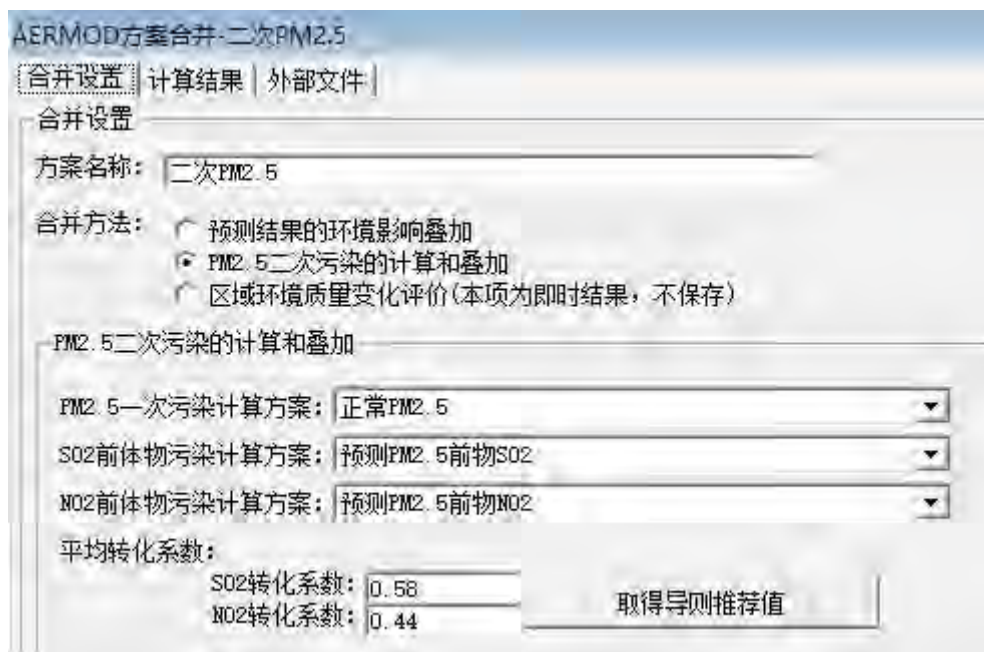 AERMOD方案合并-二次PM2.5
合并设置 计算结果 外部文件
合并设置
方案名称： 二次PM2.5
合并方法： 预测结果的环境影响叠加
PM2.5二次污染的计算和叠加
区域环境质量变化评价(本项为即时结果，不保存)
PM2.5二次污染的计算和叠加
PM2.5一次污染计算方案： 正常PM2.5
SO2前体物污染计算方案： 预测PM2.5前物SO2
NO2前体物污染计算方案： 预测PM2.5前物NO2
平均转化系数：
SO2转化系数： 0.58
取得导则推荐值
NO2转化系数： 0.44